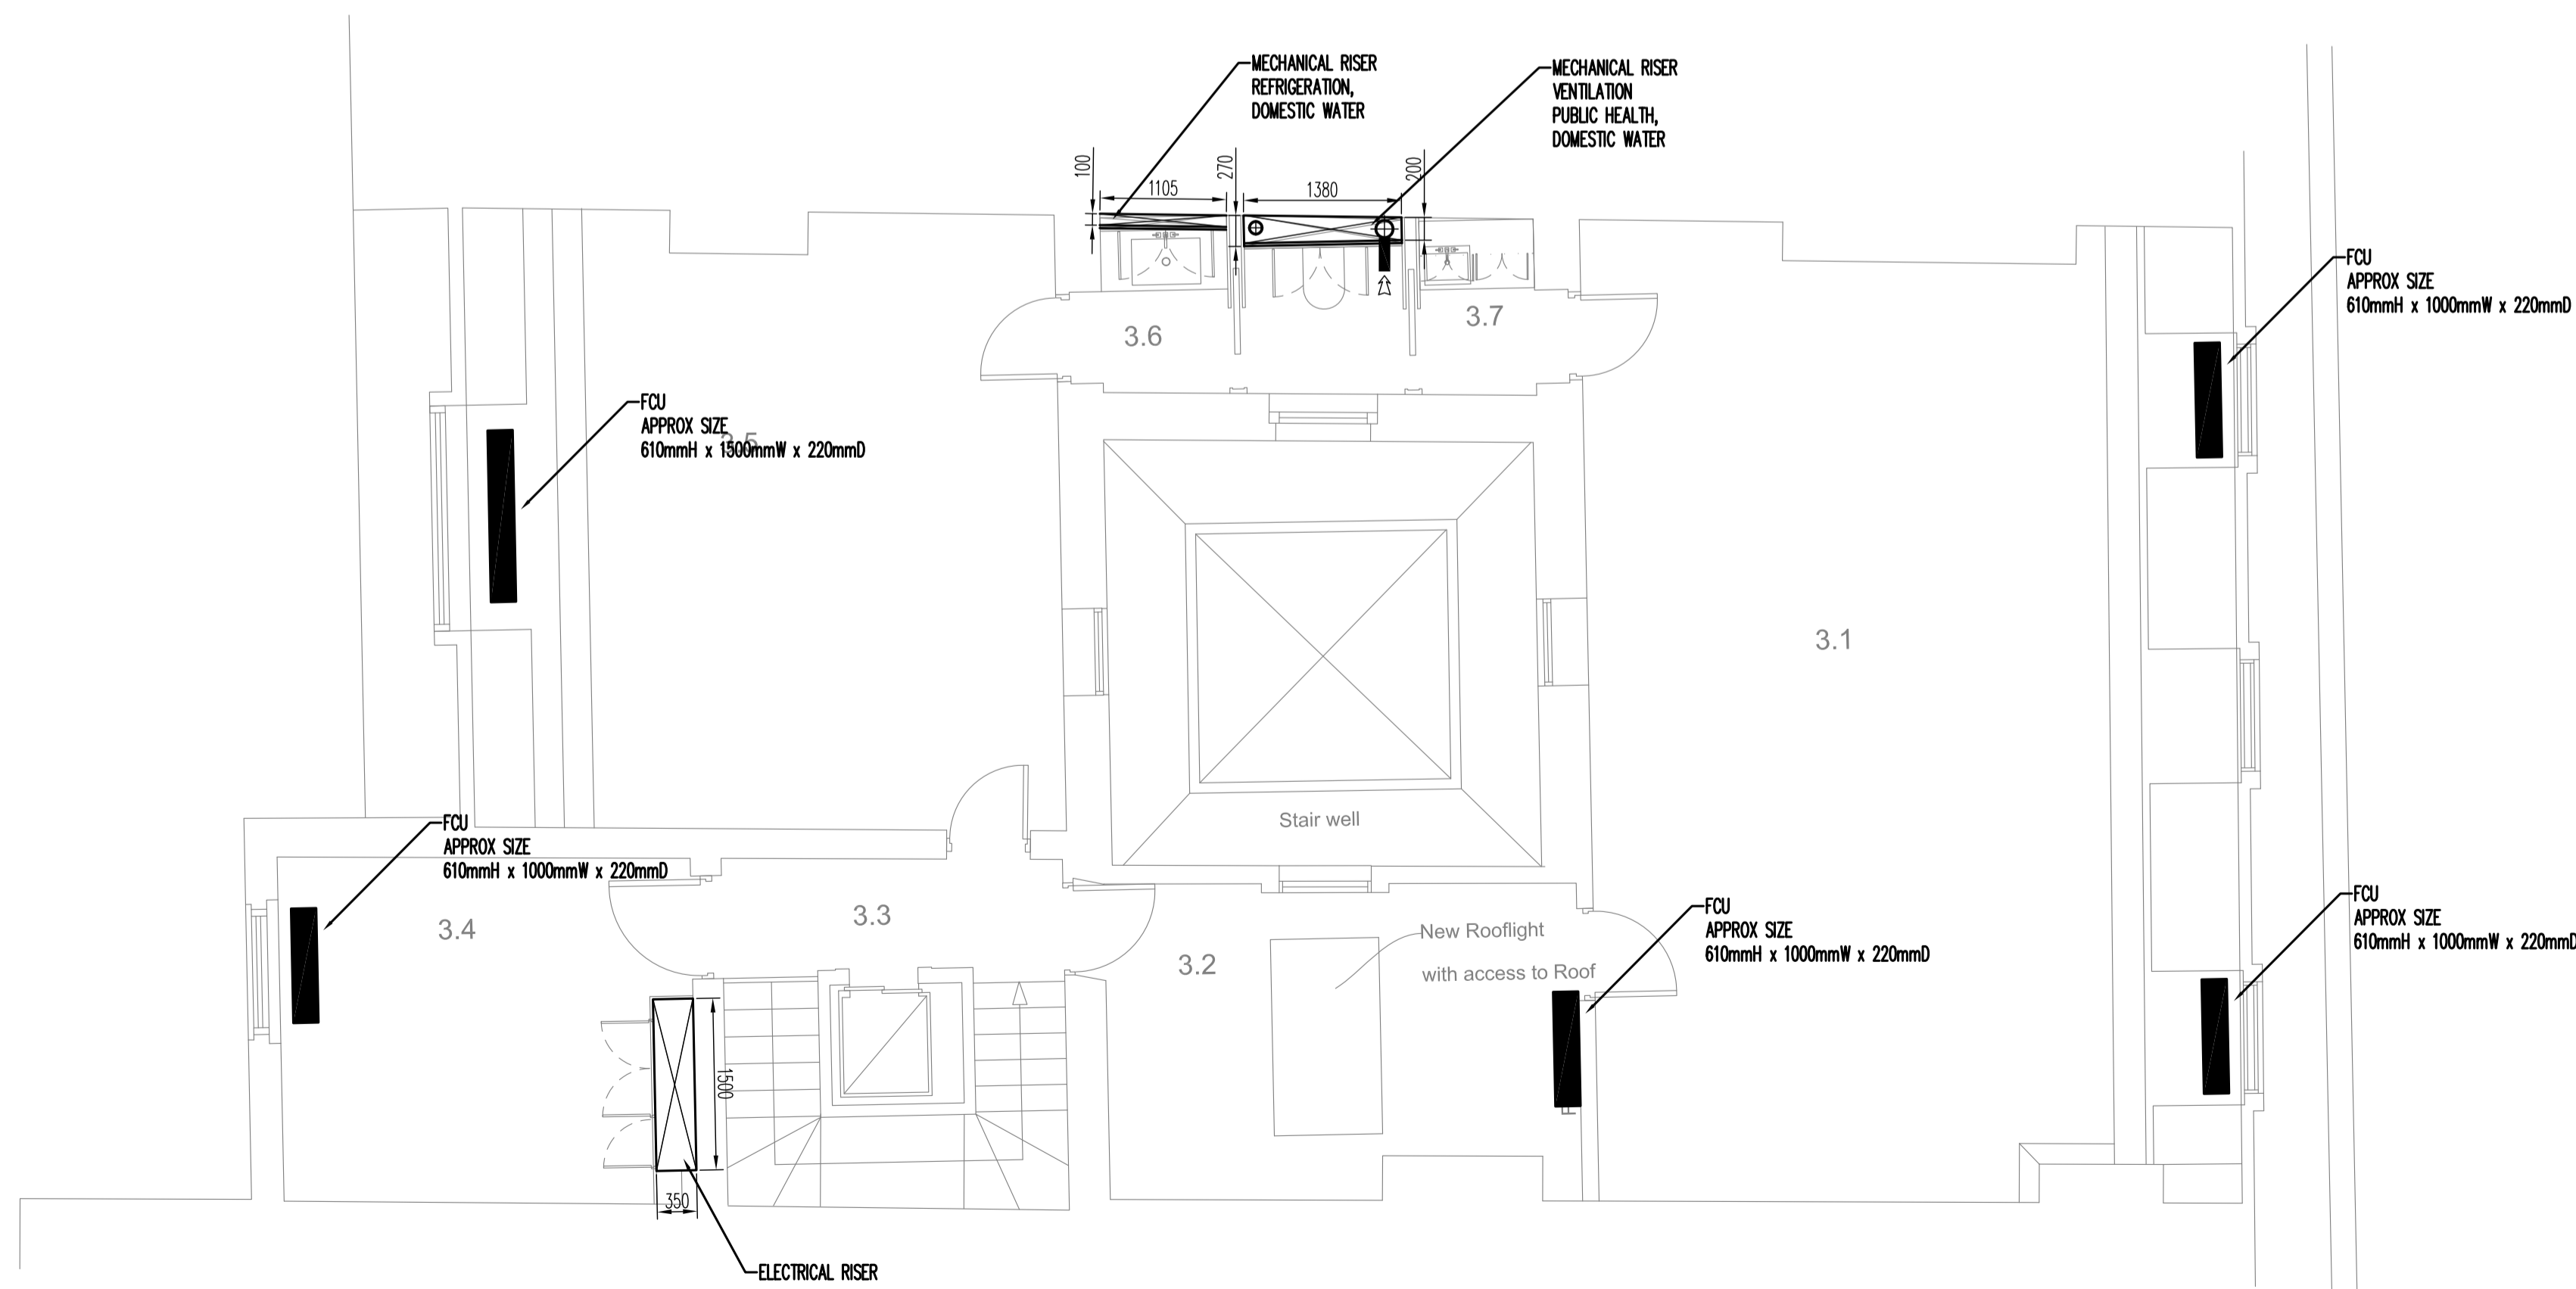 MECHANICAL RISER
REFRIGERATION,
DOMESTIC WATER
MECHANICAL RISER
VENTILATION
PUBLIC HEALTH,
DOMESTIC WATER
100
1105
270
1380
200
FCU
APPROX SIZE
610mmH x 1000mmW x 220mmD
3.6
3.7
FCU
APPROX SIZE
3.5
610mmH x 1500mmW x 220mmD
3.1
Stair well
FCU
APPROX SIZE
610mmH x 1000mmW x 220mmD
3.4
3.3
3.2
New Rooflight
with access to Roof
FCU
APPROX SIZE
610mmH x 1000mmW x 220mmD
FCU
APPROX SIZE
610mmH x 1000mmW x 220mmD
1500
350
ELECTRICAL RISER